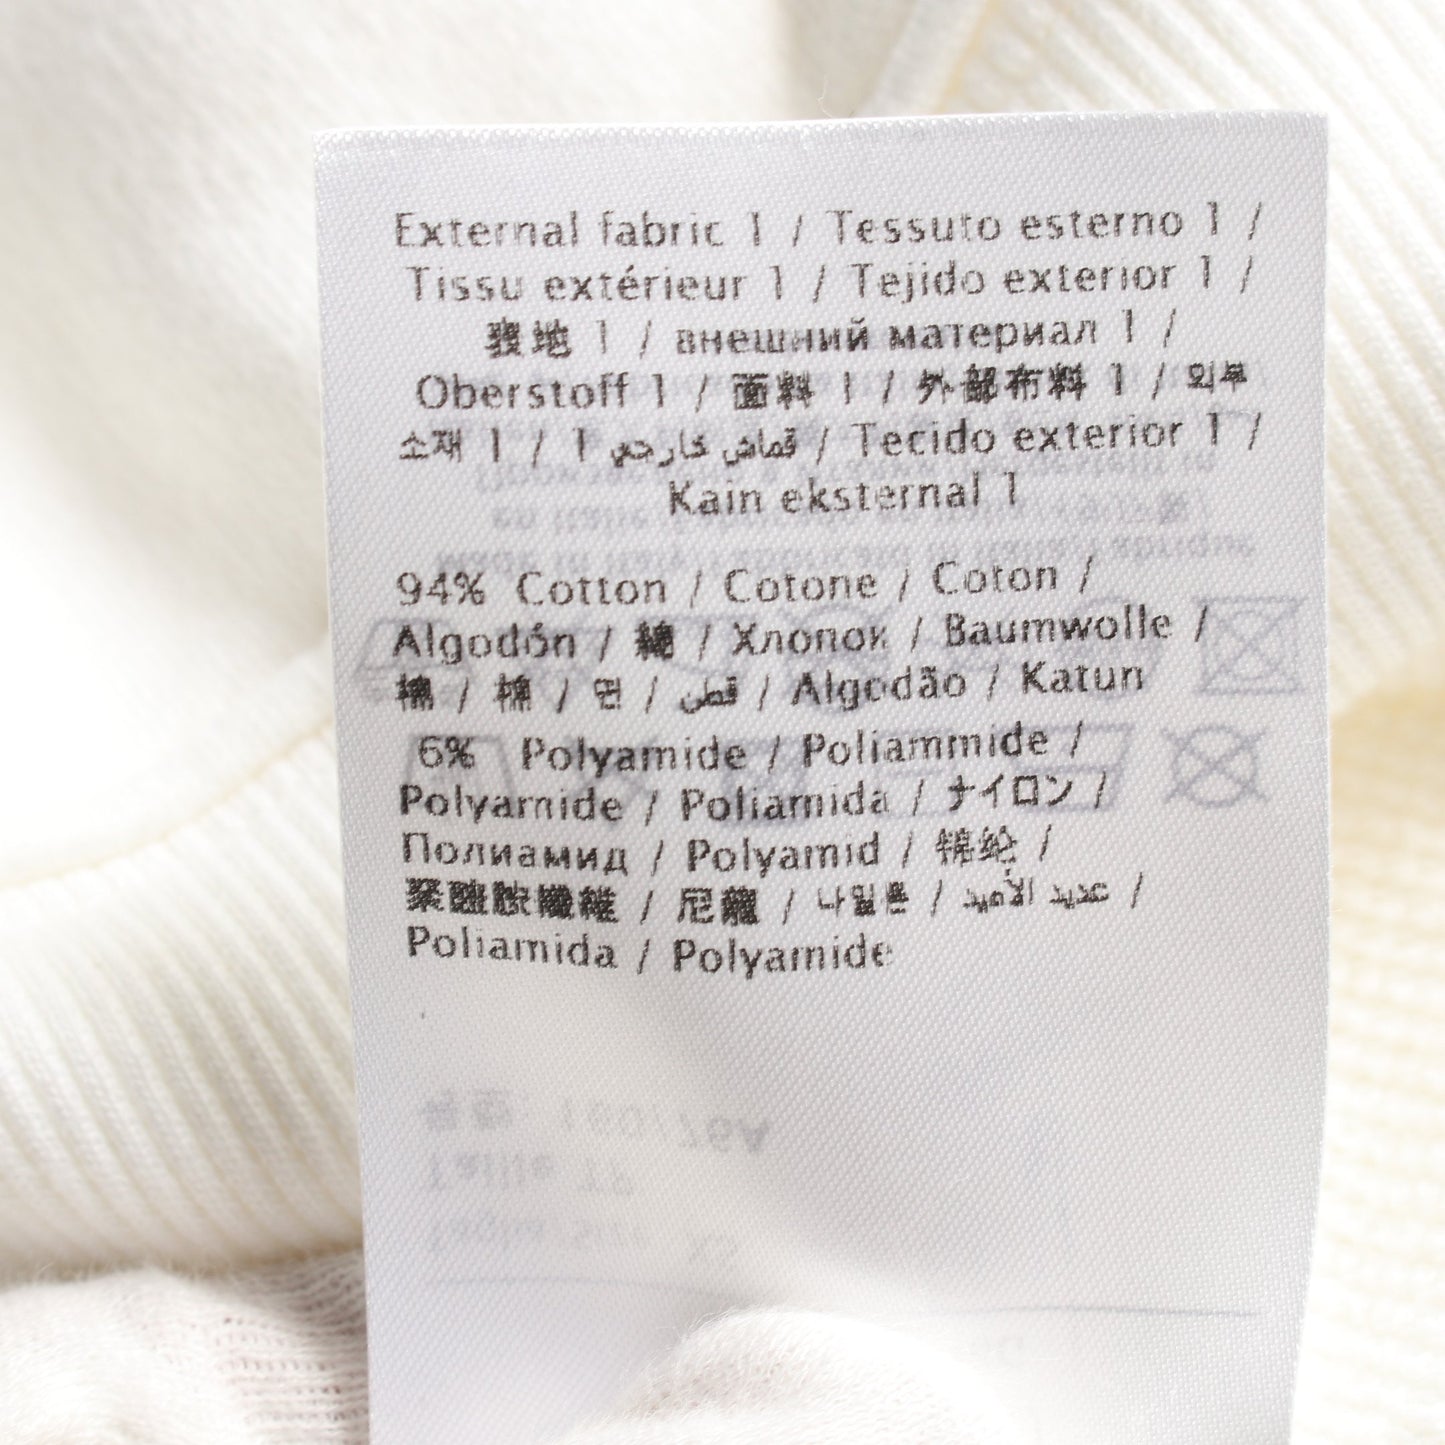 External fabric 1 / Tessuto esterno 1 /
Tissu extérieur 1 / Tejido exterior 1 /
表地 1 / внешний материал 1 /
Oberstoff 1 / 面料 1 / 外部布料 1 / 외부
소재 1 / قماش خارجي 1 / Tecido exterior 1 /
Kain eksternal 1
94% Cotton / Cotone / Coton /
Algodón / 綿 / Хлопок / Baumwolle /
棉 / 棉 / 면 / قطن / Algodão / Katun
6% Polyamide / Poliammide /
Polyamide / Poliamida / ナイロン /
Полиамид / Polyamid / 锦纶 /
聚醯胺纖維 / 尼龍 / 나일론 / عديد الأميد /
Poliamida / Polyamide